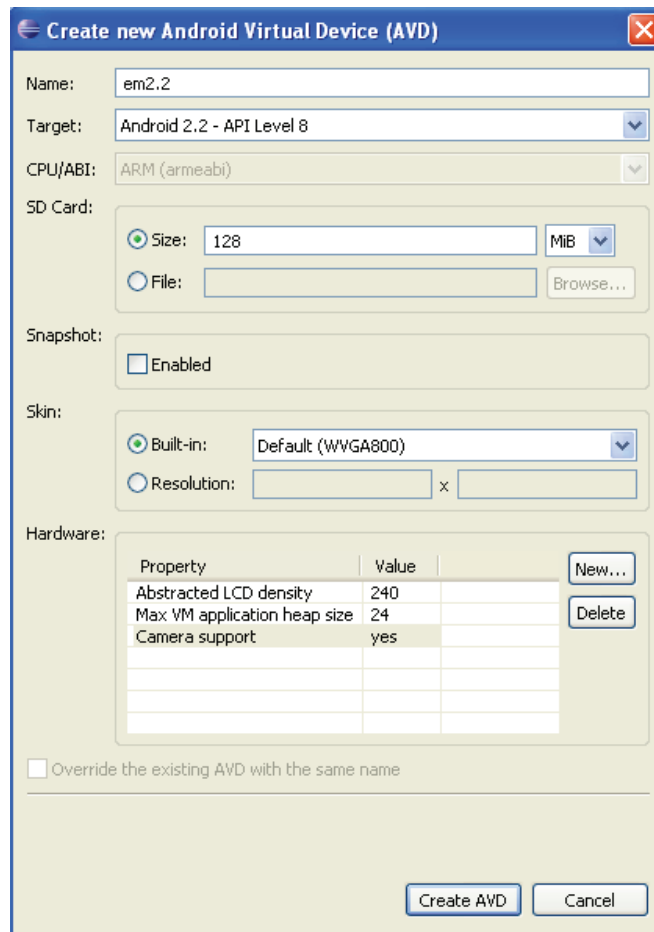 Create new Android Virtual Device (AVD)
Name: em2.2
Target: Android 2.2 - API Level 8
CPU/ABI: ARM (armeabi)
SD Card:
Size: 128 MiB
File: Browse...
Snapshot:
Enabled
Skin:
Built-in: Default (WVGA800)
Resolution: x
Hardware:
Property Value New...
Abstracted LCD density 240
Max VM application heap size 24 Delete
Camera support yes
Override the existing AVD with the same name
Create AVD Cancel